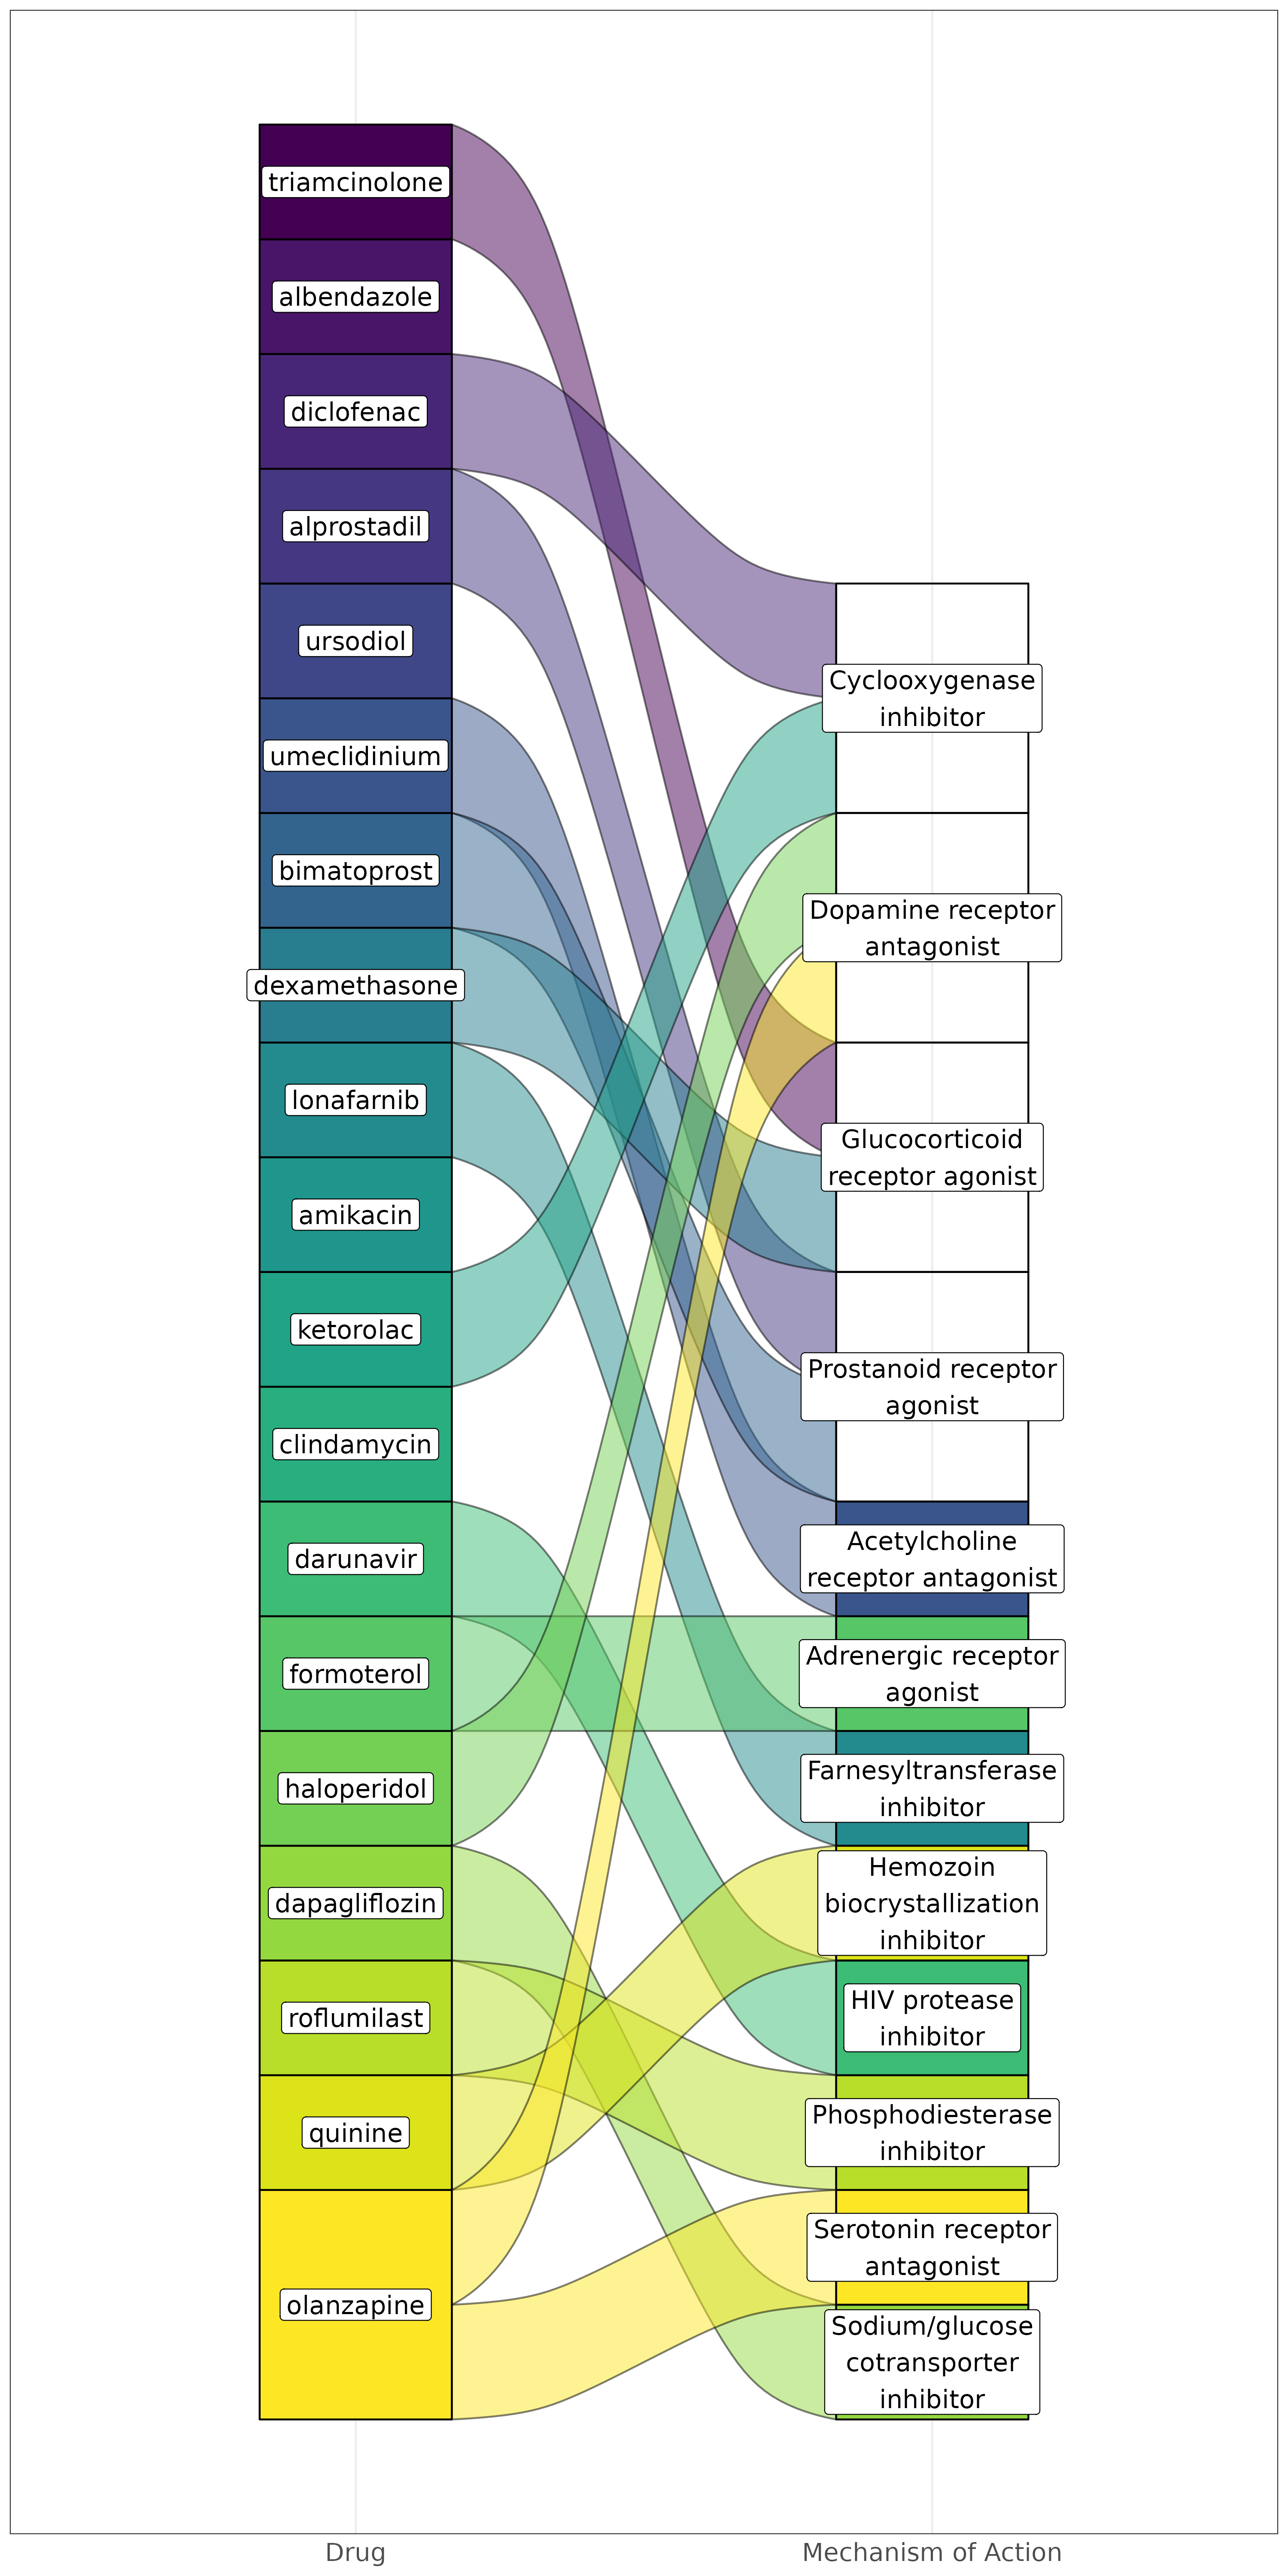 triamcinolone
albendazole
diclofenac
alprostadil
ursodiol
umeclidinium
bimatoprost
dexamethasone
lonafarnib
amikacin
ketorolac
clindamycin
darunavir
formoterol
haloperidol
dapagliflozin
roflumilast
quinine
olanzapine
Cyclooxygenase
inhibitor
Dopamine receptor
antagonist
Glucocorticoid
receptor agonist
Prostanoid receptor
agonist
Acetylcholine
receptor antagonist
Adrenergic receptor
agonist
Farnesyltransferase
inhibitor
Hemozoin
biocrystallization
inhibitor
HIV protease
inhibitor
Phosphodiesterase
inhibitor
Serotonin receptor
antagonist
Sodium/glucose
cotransporter
inhibitor
Drug
Mechanism of Action